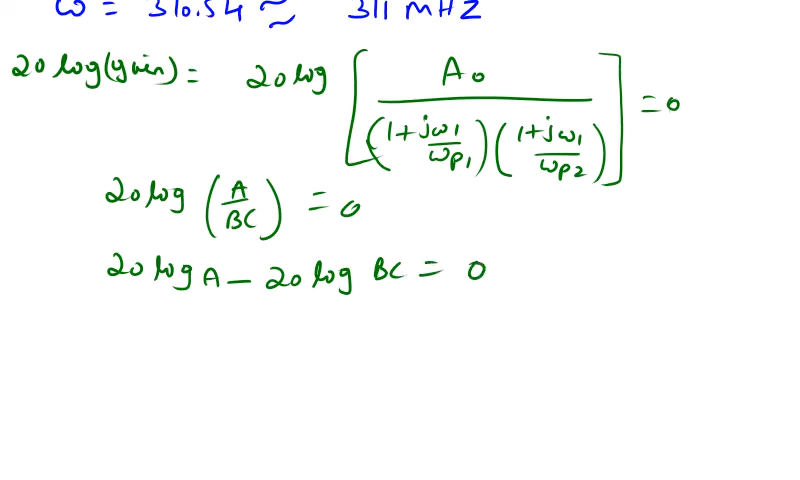 ω = 310.54 ≈ 311 MHZ
20 log(gain) = 20 log [ A0 / ((1 + jω1/ωp1) (1 + jω1/ωp2)) ] = 0
20 log (A/BC) = 0
20 log A − 20 log BC = 0